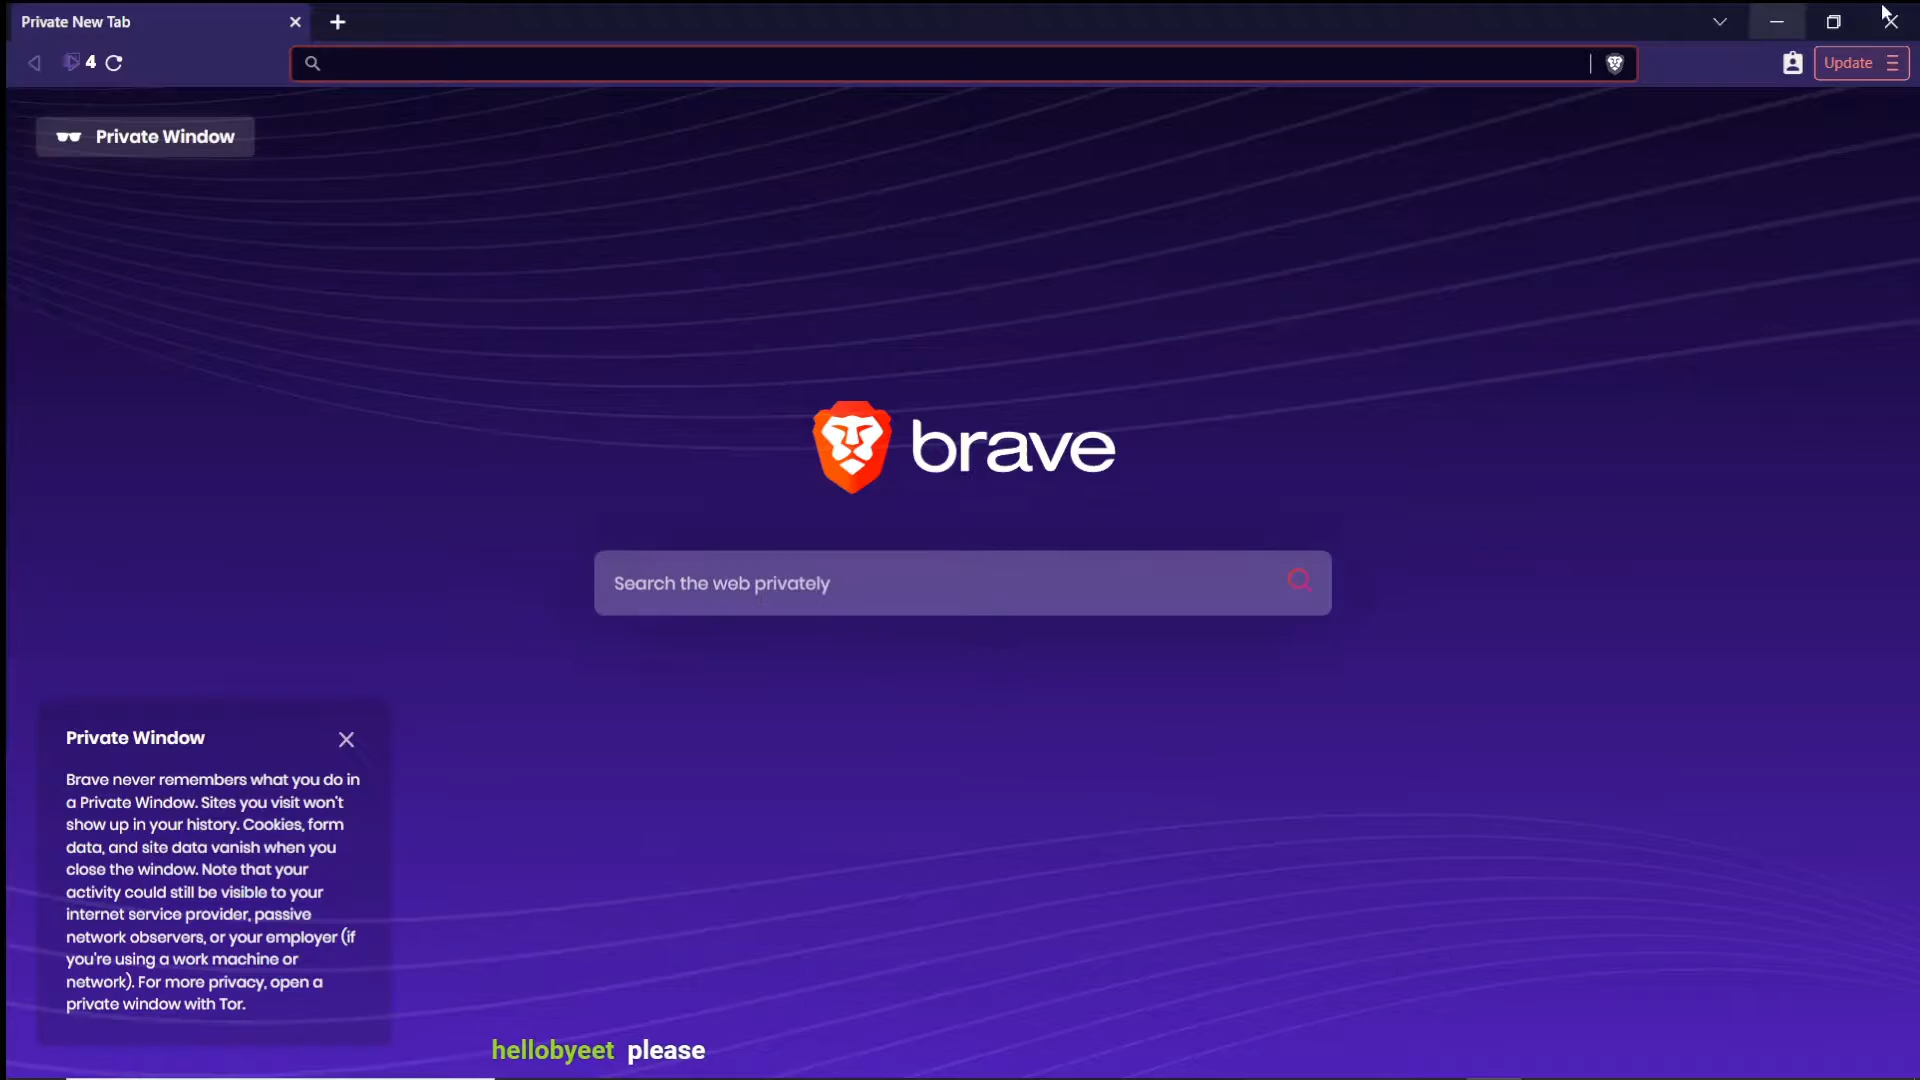 Private New Tab
4
Update
Private Window
brave
Search the web privately
Private Window
Brave never remembers what you do in
a Private Window. Sites you visit won't
show up in your history. Cookies, form
data, and site data vanish when you
close the window. Note that your
activity could still be visible to your
internet service provider, passive
network observers, or your employer (if
you're using a work machine or
network). For more privacy, open a
private window with Tor.
hellobyeet please